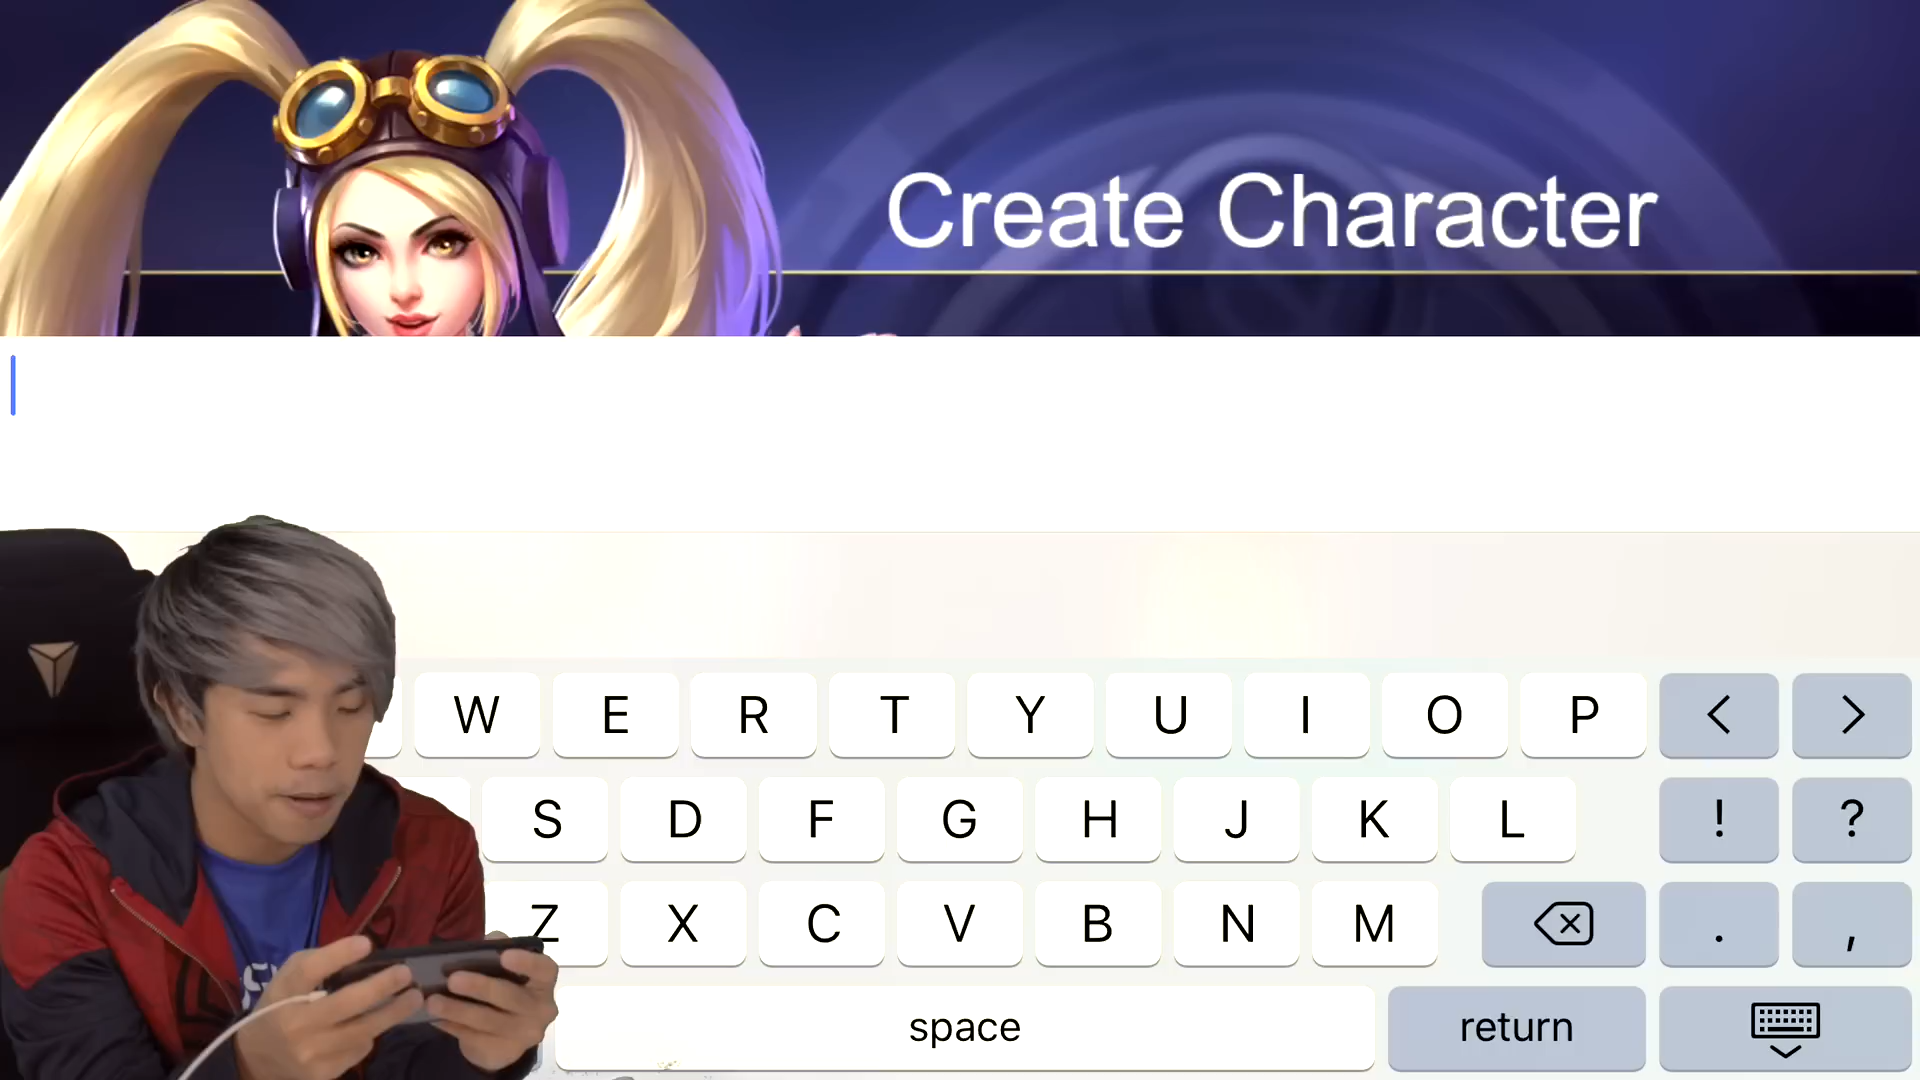 Create Character
W E R T Y U I O P < >
S D F G H J K L ! ?
Z X C V B N M . ,
space return